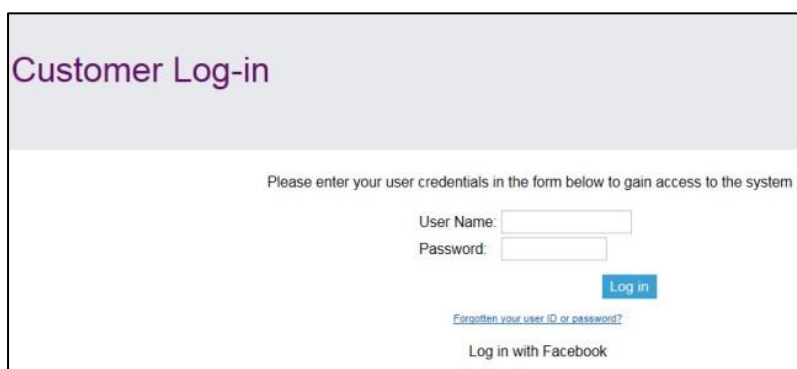 Customer Log-in
Please enter your user credentials in the form below to gain access to the system
User Name:
Password:
Log in
Forgotten your user ID or password?
Log in with Facebook